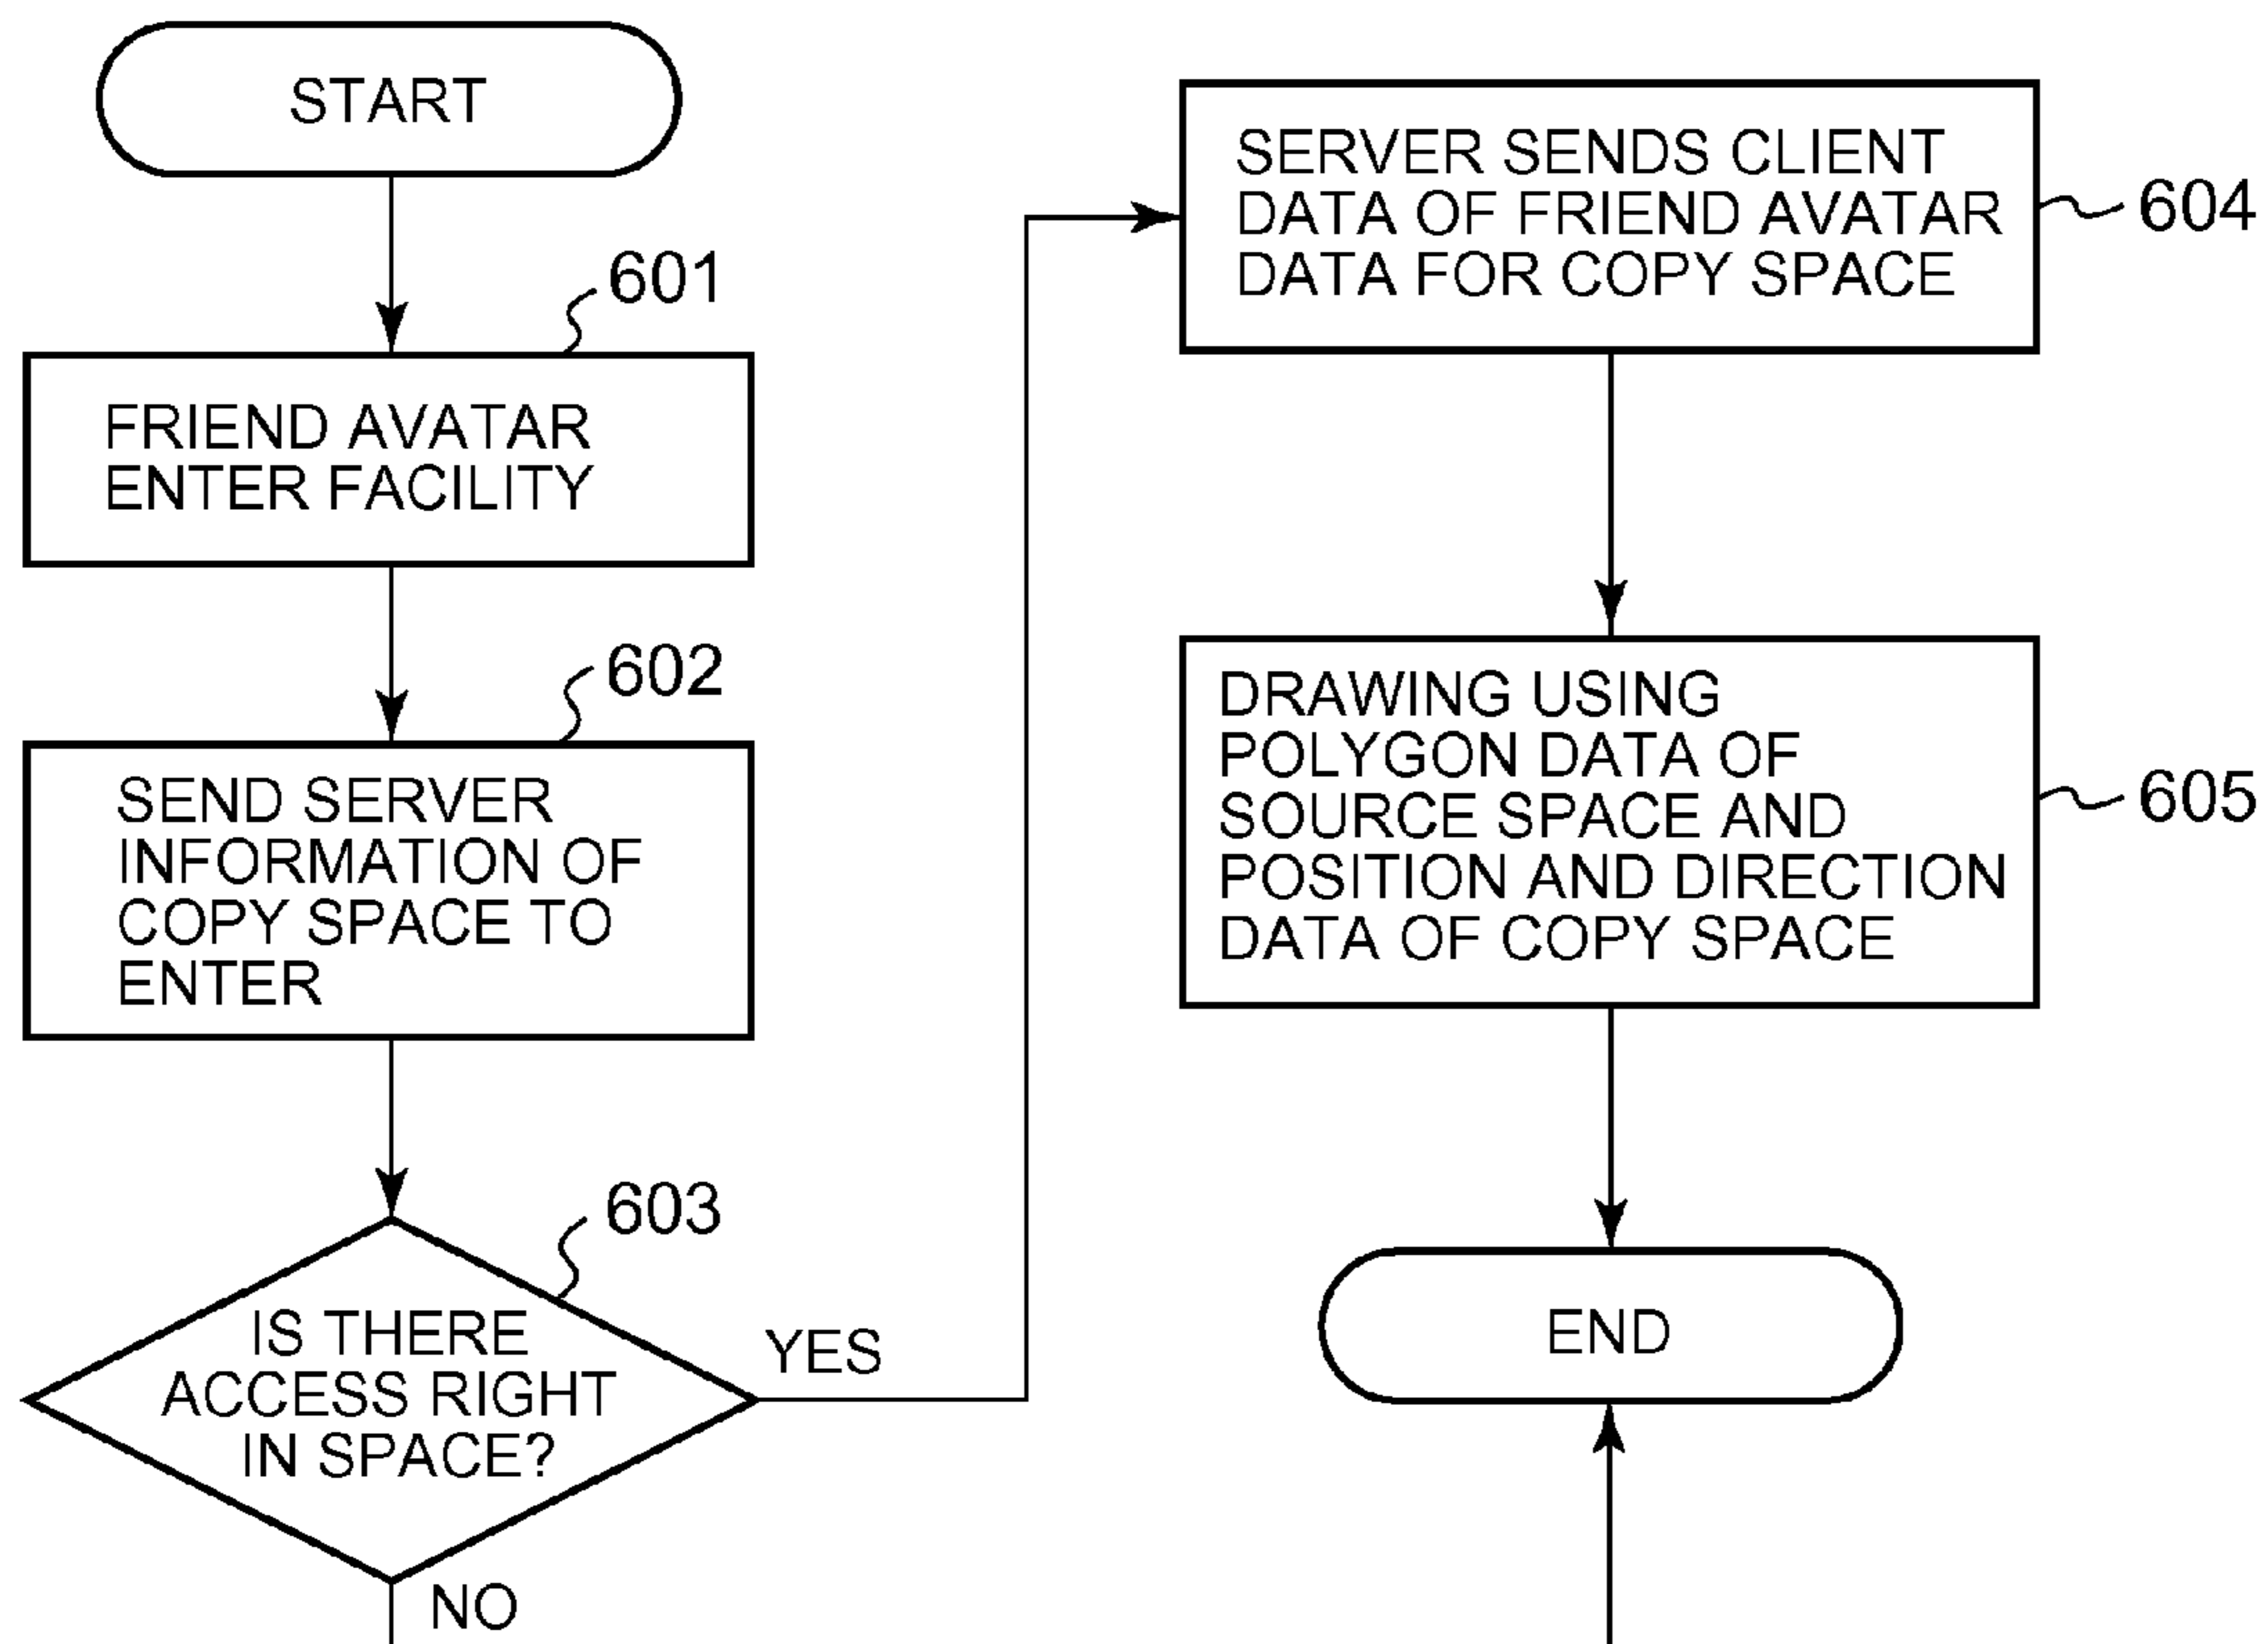 START
601
FRIEND AVATAR
ENTER FACILITY
602
SEND SERVER
INFORMATION OF
COPY SPACE TO
ENTER
603
IS THERE
ACCESS RIGHT
IN SPACE?
YES
NO
SERVER SENDS CLIENT
DATA OF FRIEND AVATAR
DATA FOR COPY SPACE
604
DRAWING USING
POLYGON DATA OF
SOURCE SPACE AND
POSITION AND DIRECTION
DATA OF COPY SPACE
605
END